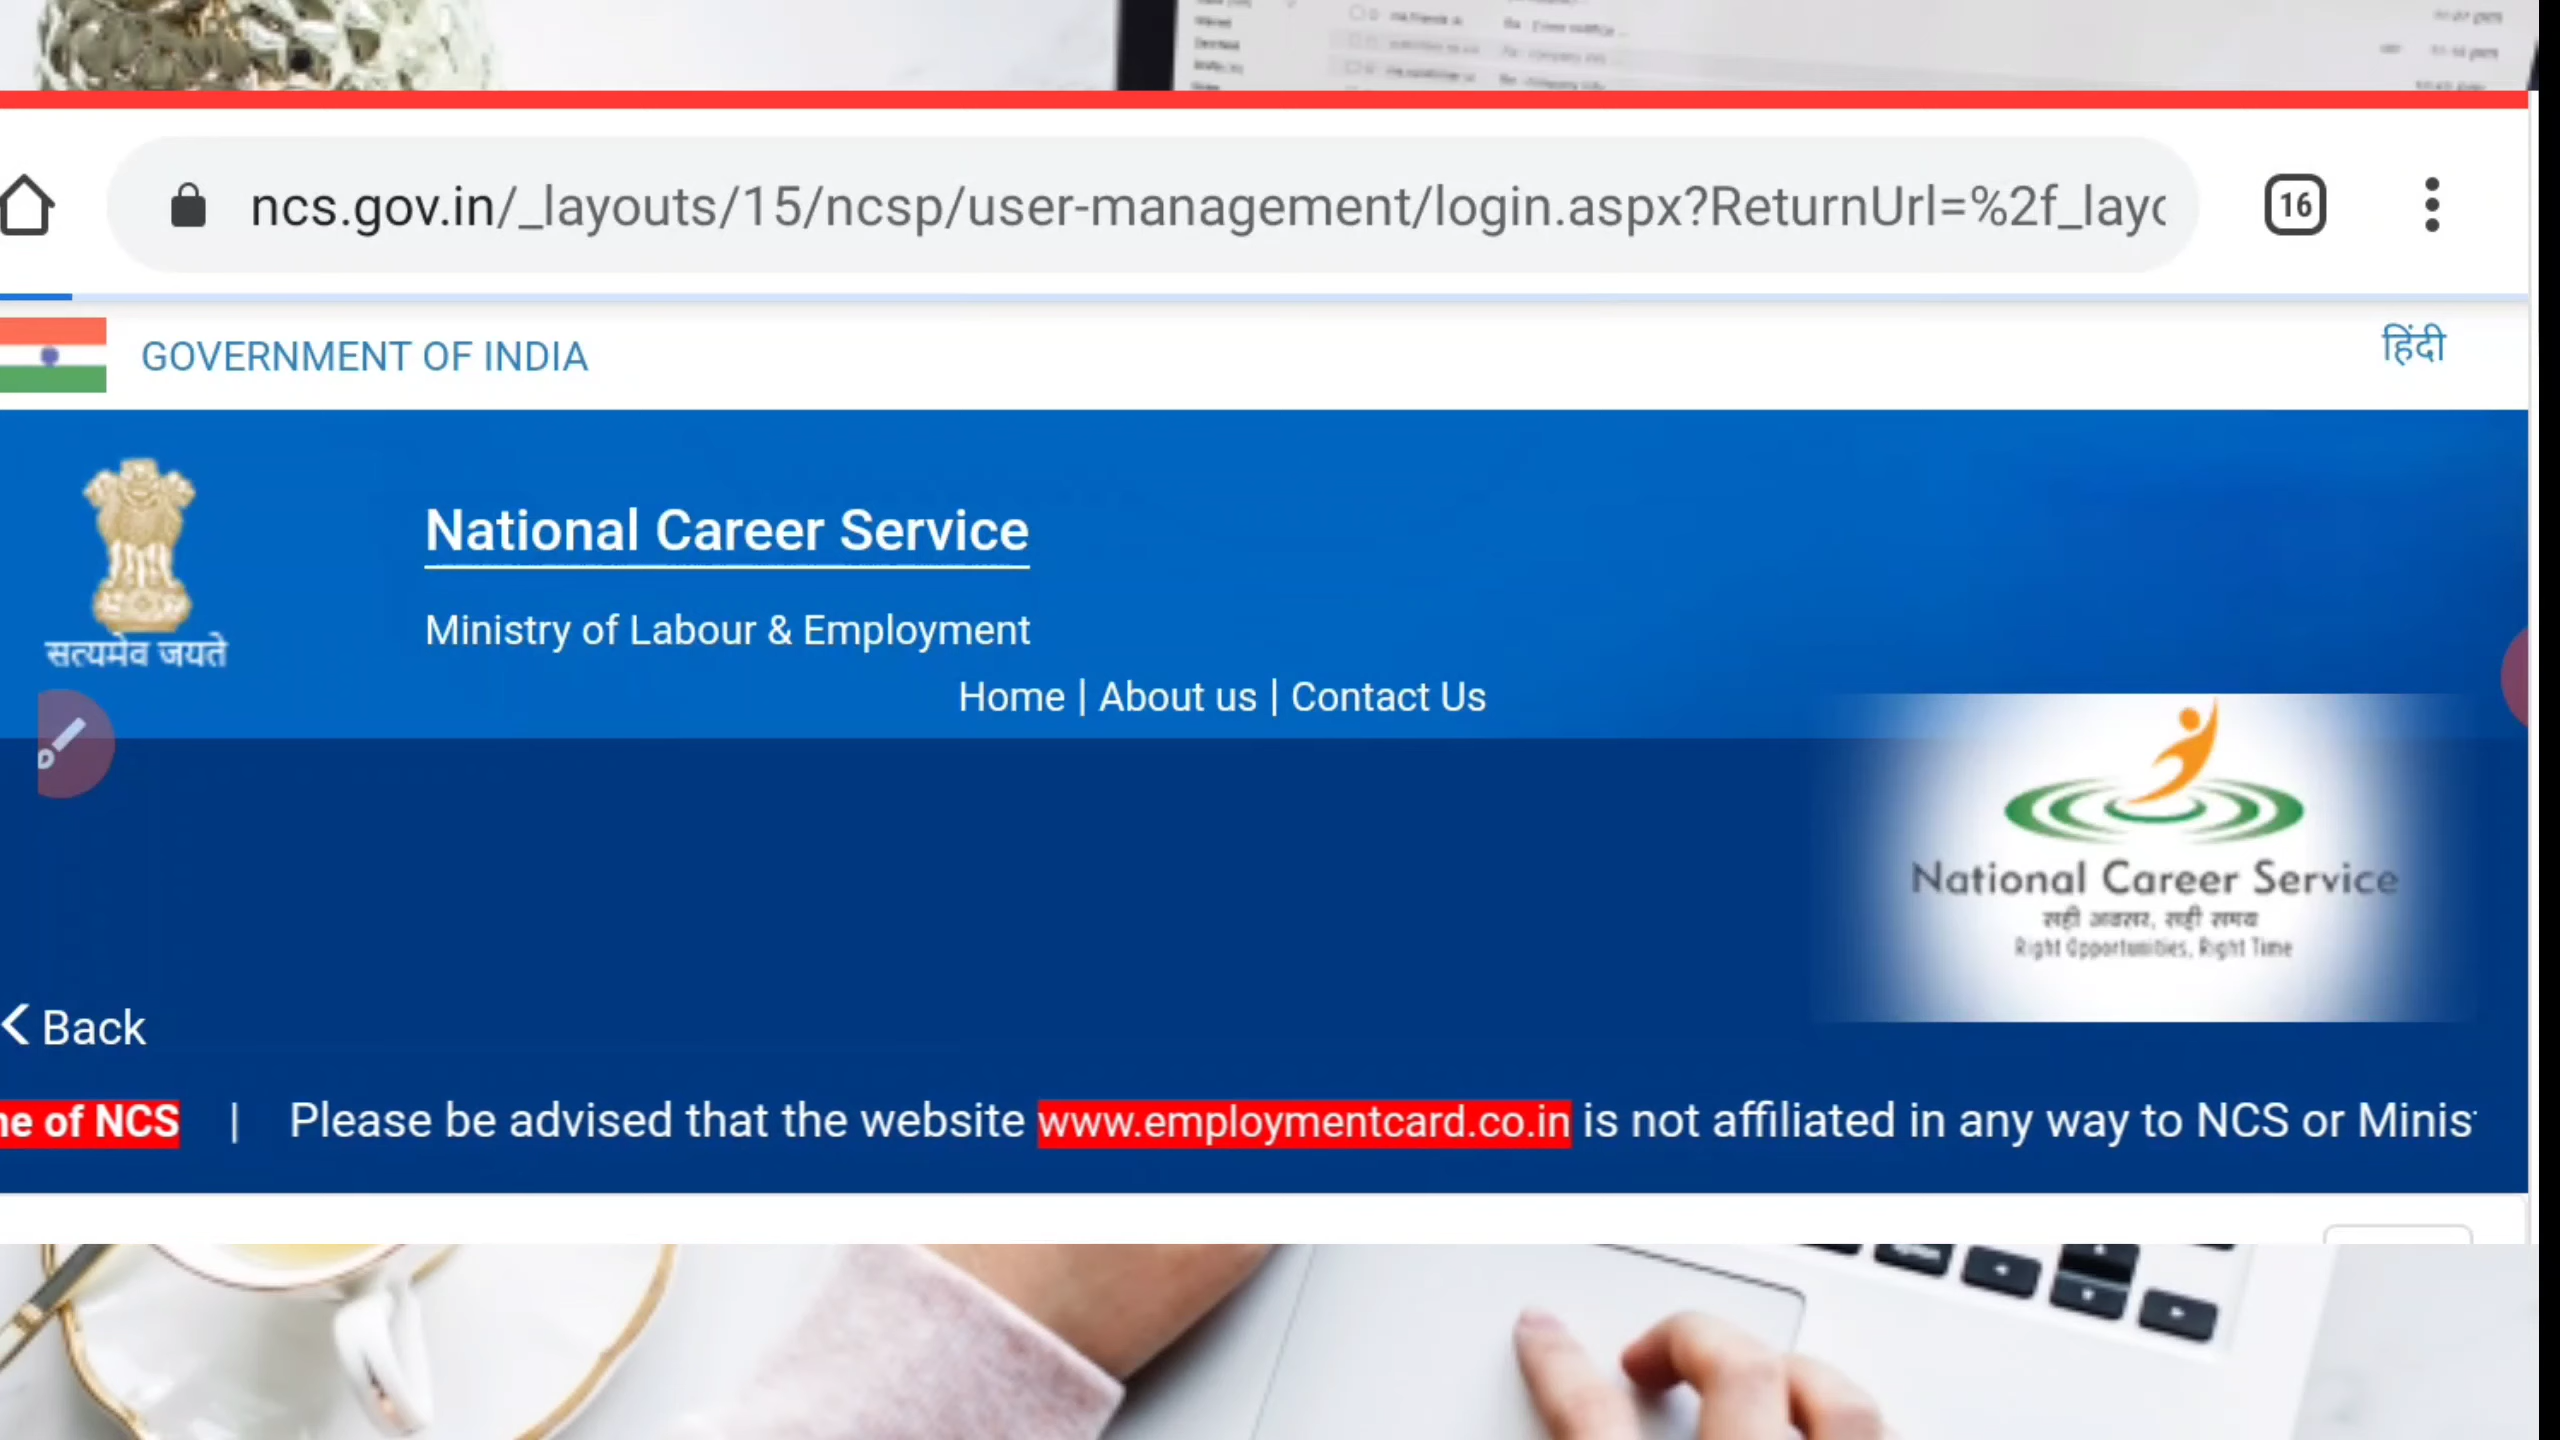 ncs.gov.in/_layouts/15/ncsp/user-management/login.aspx?ReturnUrl=%2f_layo
16
GOVERNMENT OF INDIA
हिंदी
National Career Service
Ministry of Labour & Employment
सत्यमेव जयते
Home | About us | Contact Us
National Career Service
सही अवसर, सही समय
Right Opportunities, Right Time
Back
ne of NCS | Please be advised that the website www.employmentcard.co.in is not affiliated in any way to NCS or Minis